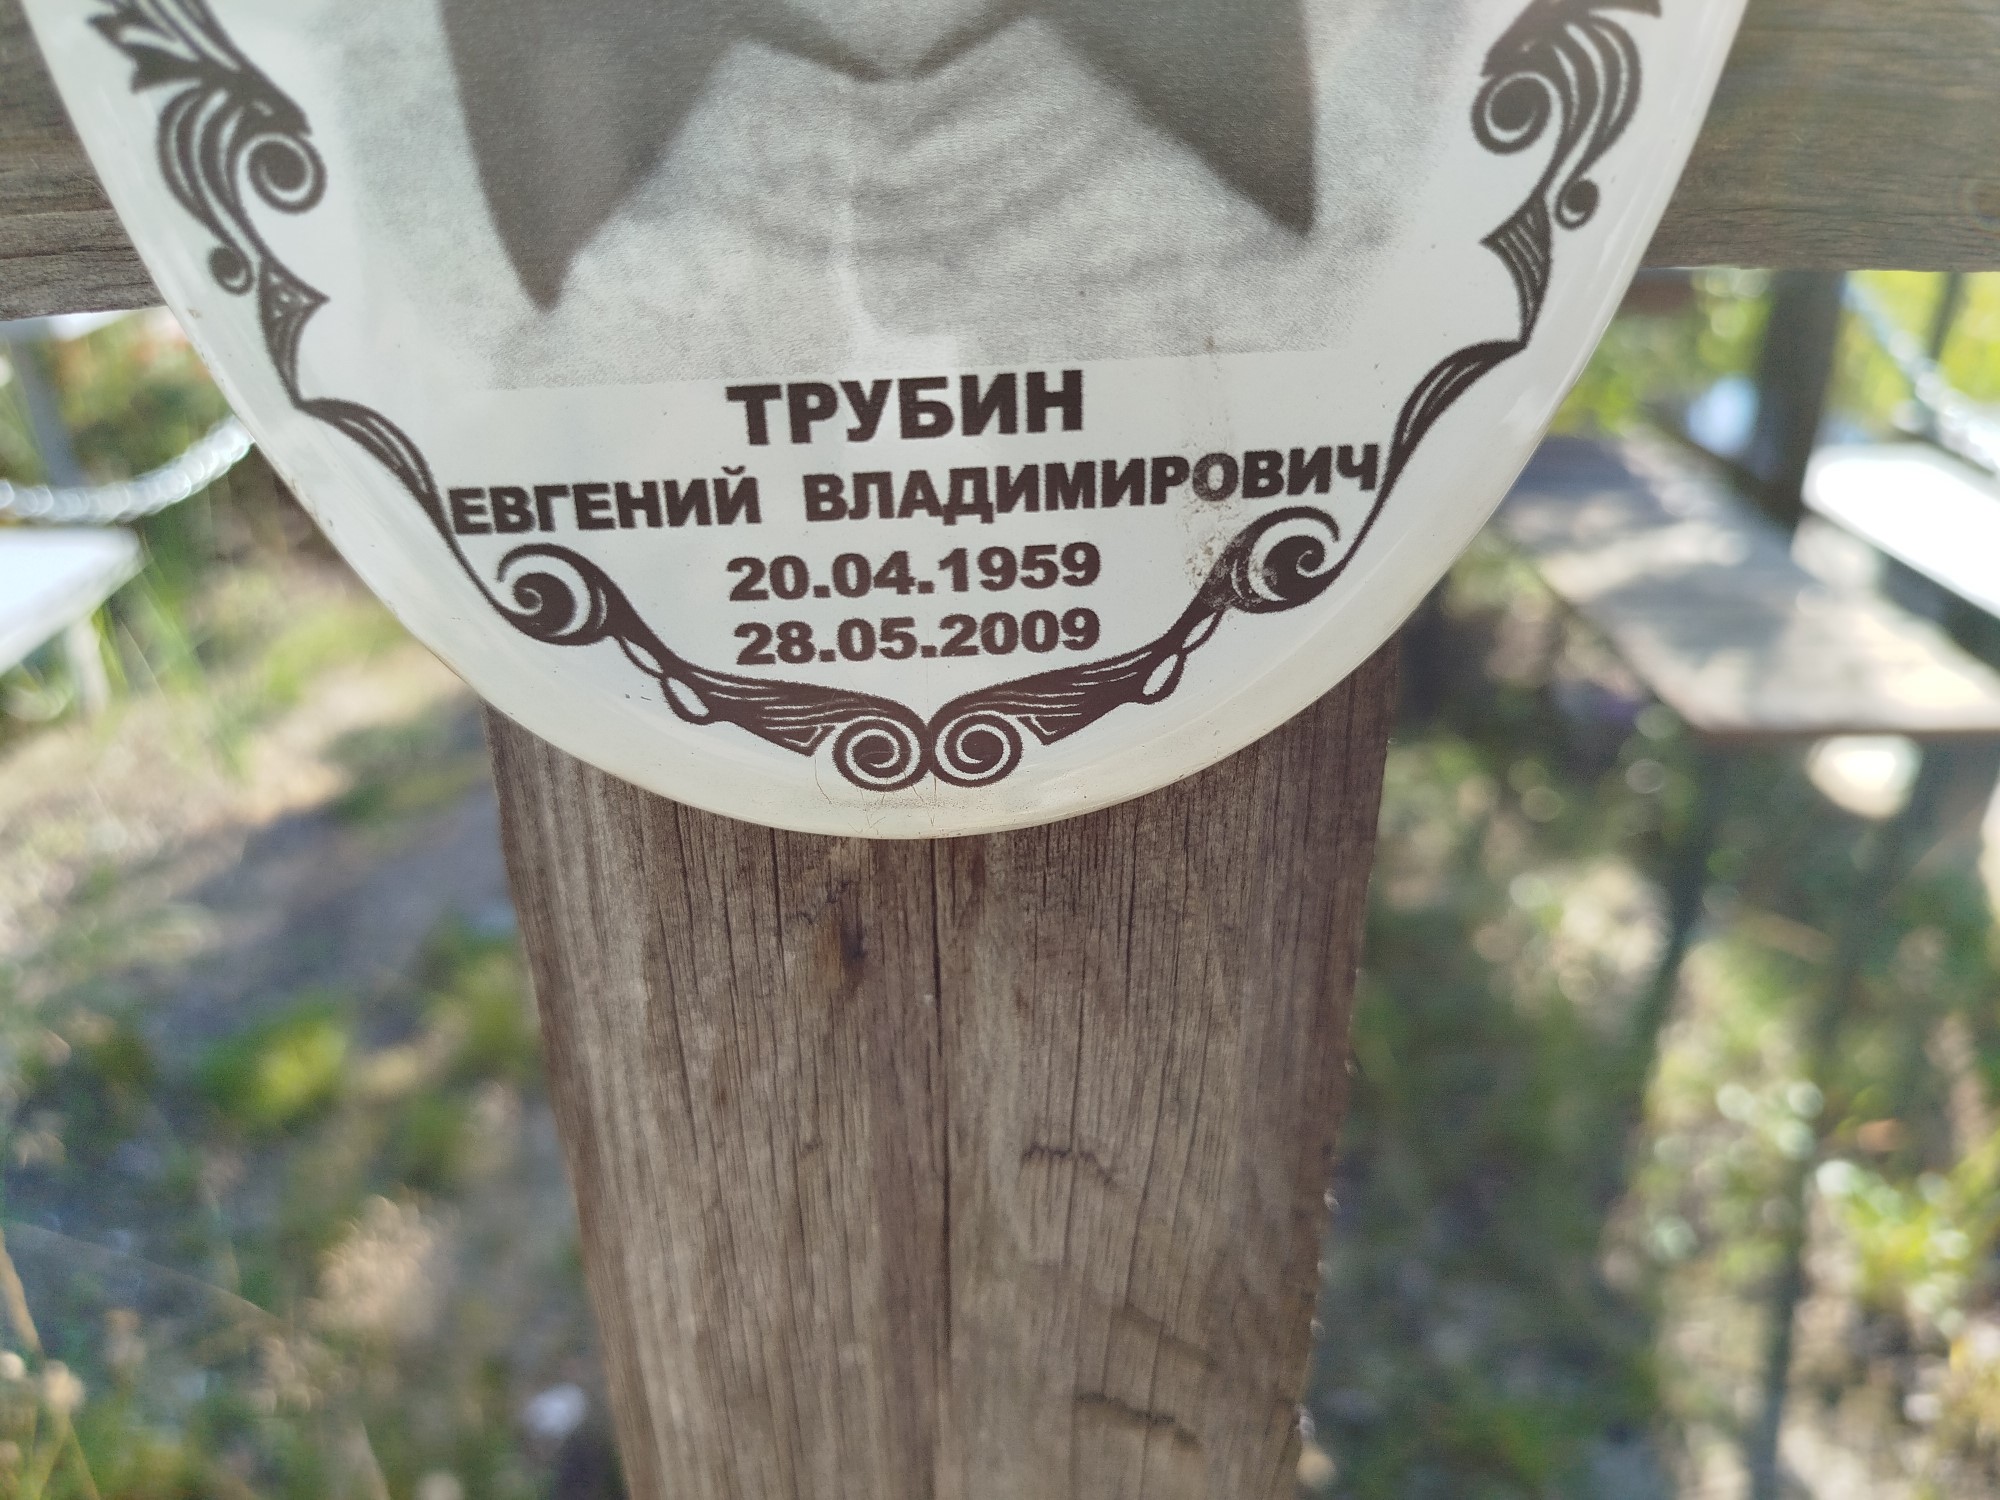 ТРУБИН
ЕВГЕНИЙ ВЛАДИМИРОВИЧ
20.04.1959
28.05.2009